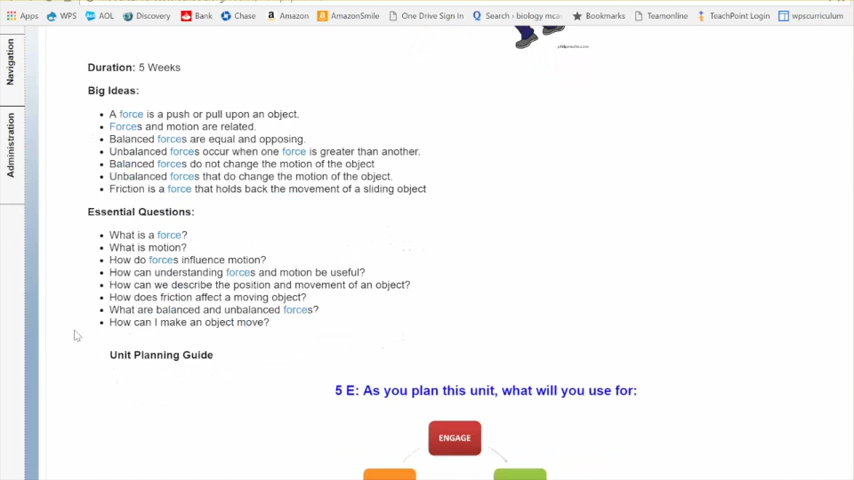 Apps WPS AOL Discovery Bank Chase Amazon AmazonSmile One Drive Sign In Search › biology mca Bookmarks Teamonline TeachPoint Login wpscurriculum
Navigation
Administration
Duration: 5 Weeks
Big Ideas:
• A force is a push or pull upon an object.
• Forces and motion are related.
• Balanced forces are equal and opposing.
• Unbalanced forces occur when one force is greater than another.
• Balanced forces do not change the motion of the object
• Unbalanced forces that do change the motion of the object.
• Friction is a force that holds back the movement of a sliding object
Essential Questions:
• What is a force?
• What is motion?
• How do forces influence motion?
• How can understanding forces and motion be useful?
• How can we describe the position and movement of an object?
• How does friction affect a moving object?
• What are balanced and unbalanced forces?
• How can I make an object move?
Unit Planning Guide
5 E: As you plan this unit, what will you use for:
ENGAGE